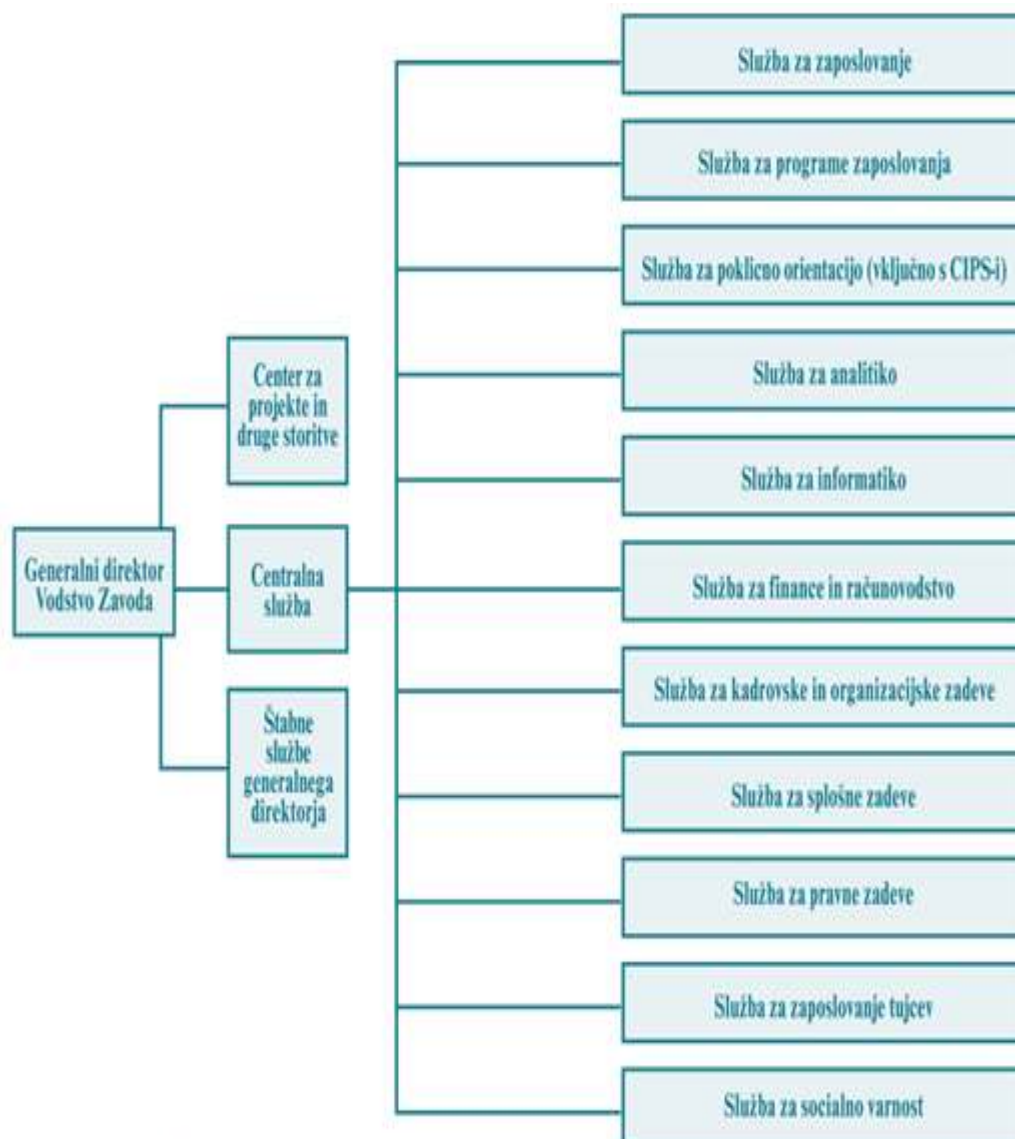 Generalni direktor
Vodstvo Zavoda
Center za
projekte in
druge storitve
Centralna
služba
Štabne
službe
generalnega
direktorja
Služba za zaposlovanje
Služba za programe zaposlovanja
Služba za poklicno orientacijo (vključno s CIPS-i)
Služba za analitiko
Služba za informatiko
Služba za finance in računovodstvo
Služba za kadrovske in organizacijske zadeve
Služba za splošne zadeve
Služba za pravne zadeve
Služba za zaposlovanje tujcev
Služba za socialno varnost